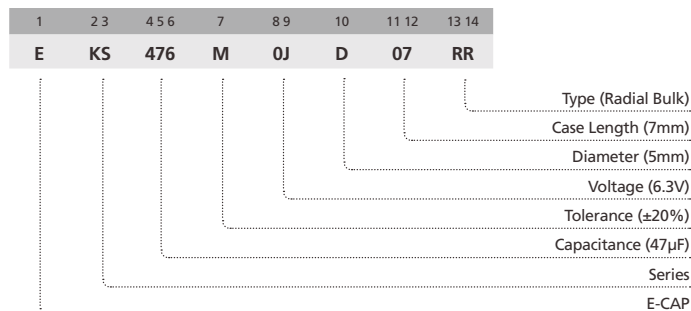 1 2 3 4 5 6 7 8 9 10 11 12 13 14
E KS 476 M 0J D 07 RR
Type (Radial Bulk)
Case Length (7mm)
Diameter (5mm)
Voltage (6.3V)
Tolerance (±20%)
Capacitance (47µF)
Series
E-CAP